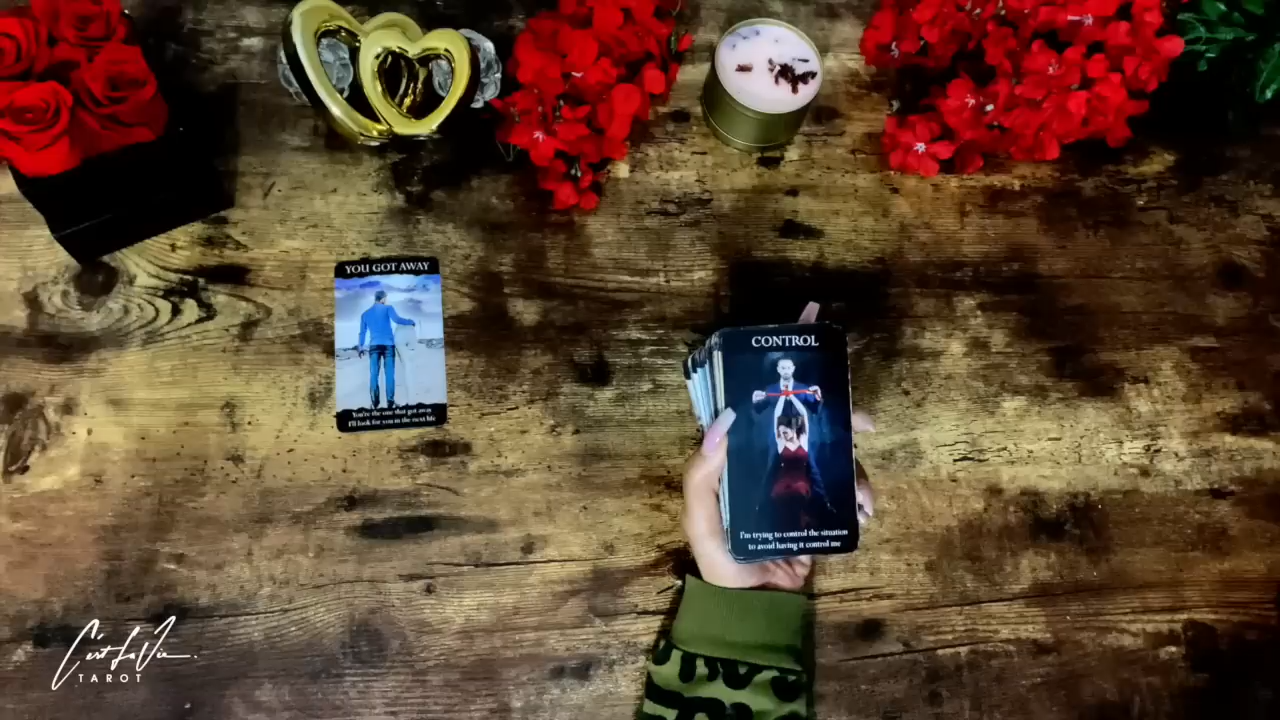 YOU GOT AWAY
You're the one that got away
I'll look for you in the next life
CONTROL
I'm trying to control the situation
to avoid having it control me
C'est La Vie
TAROT